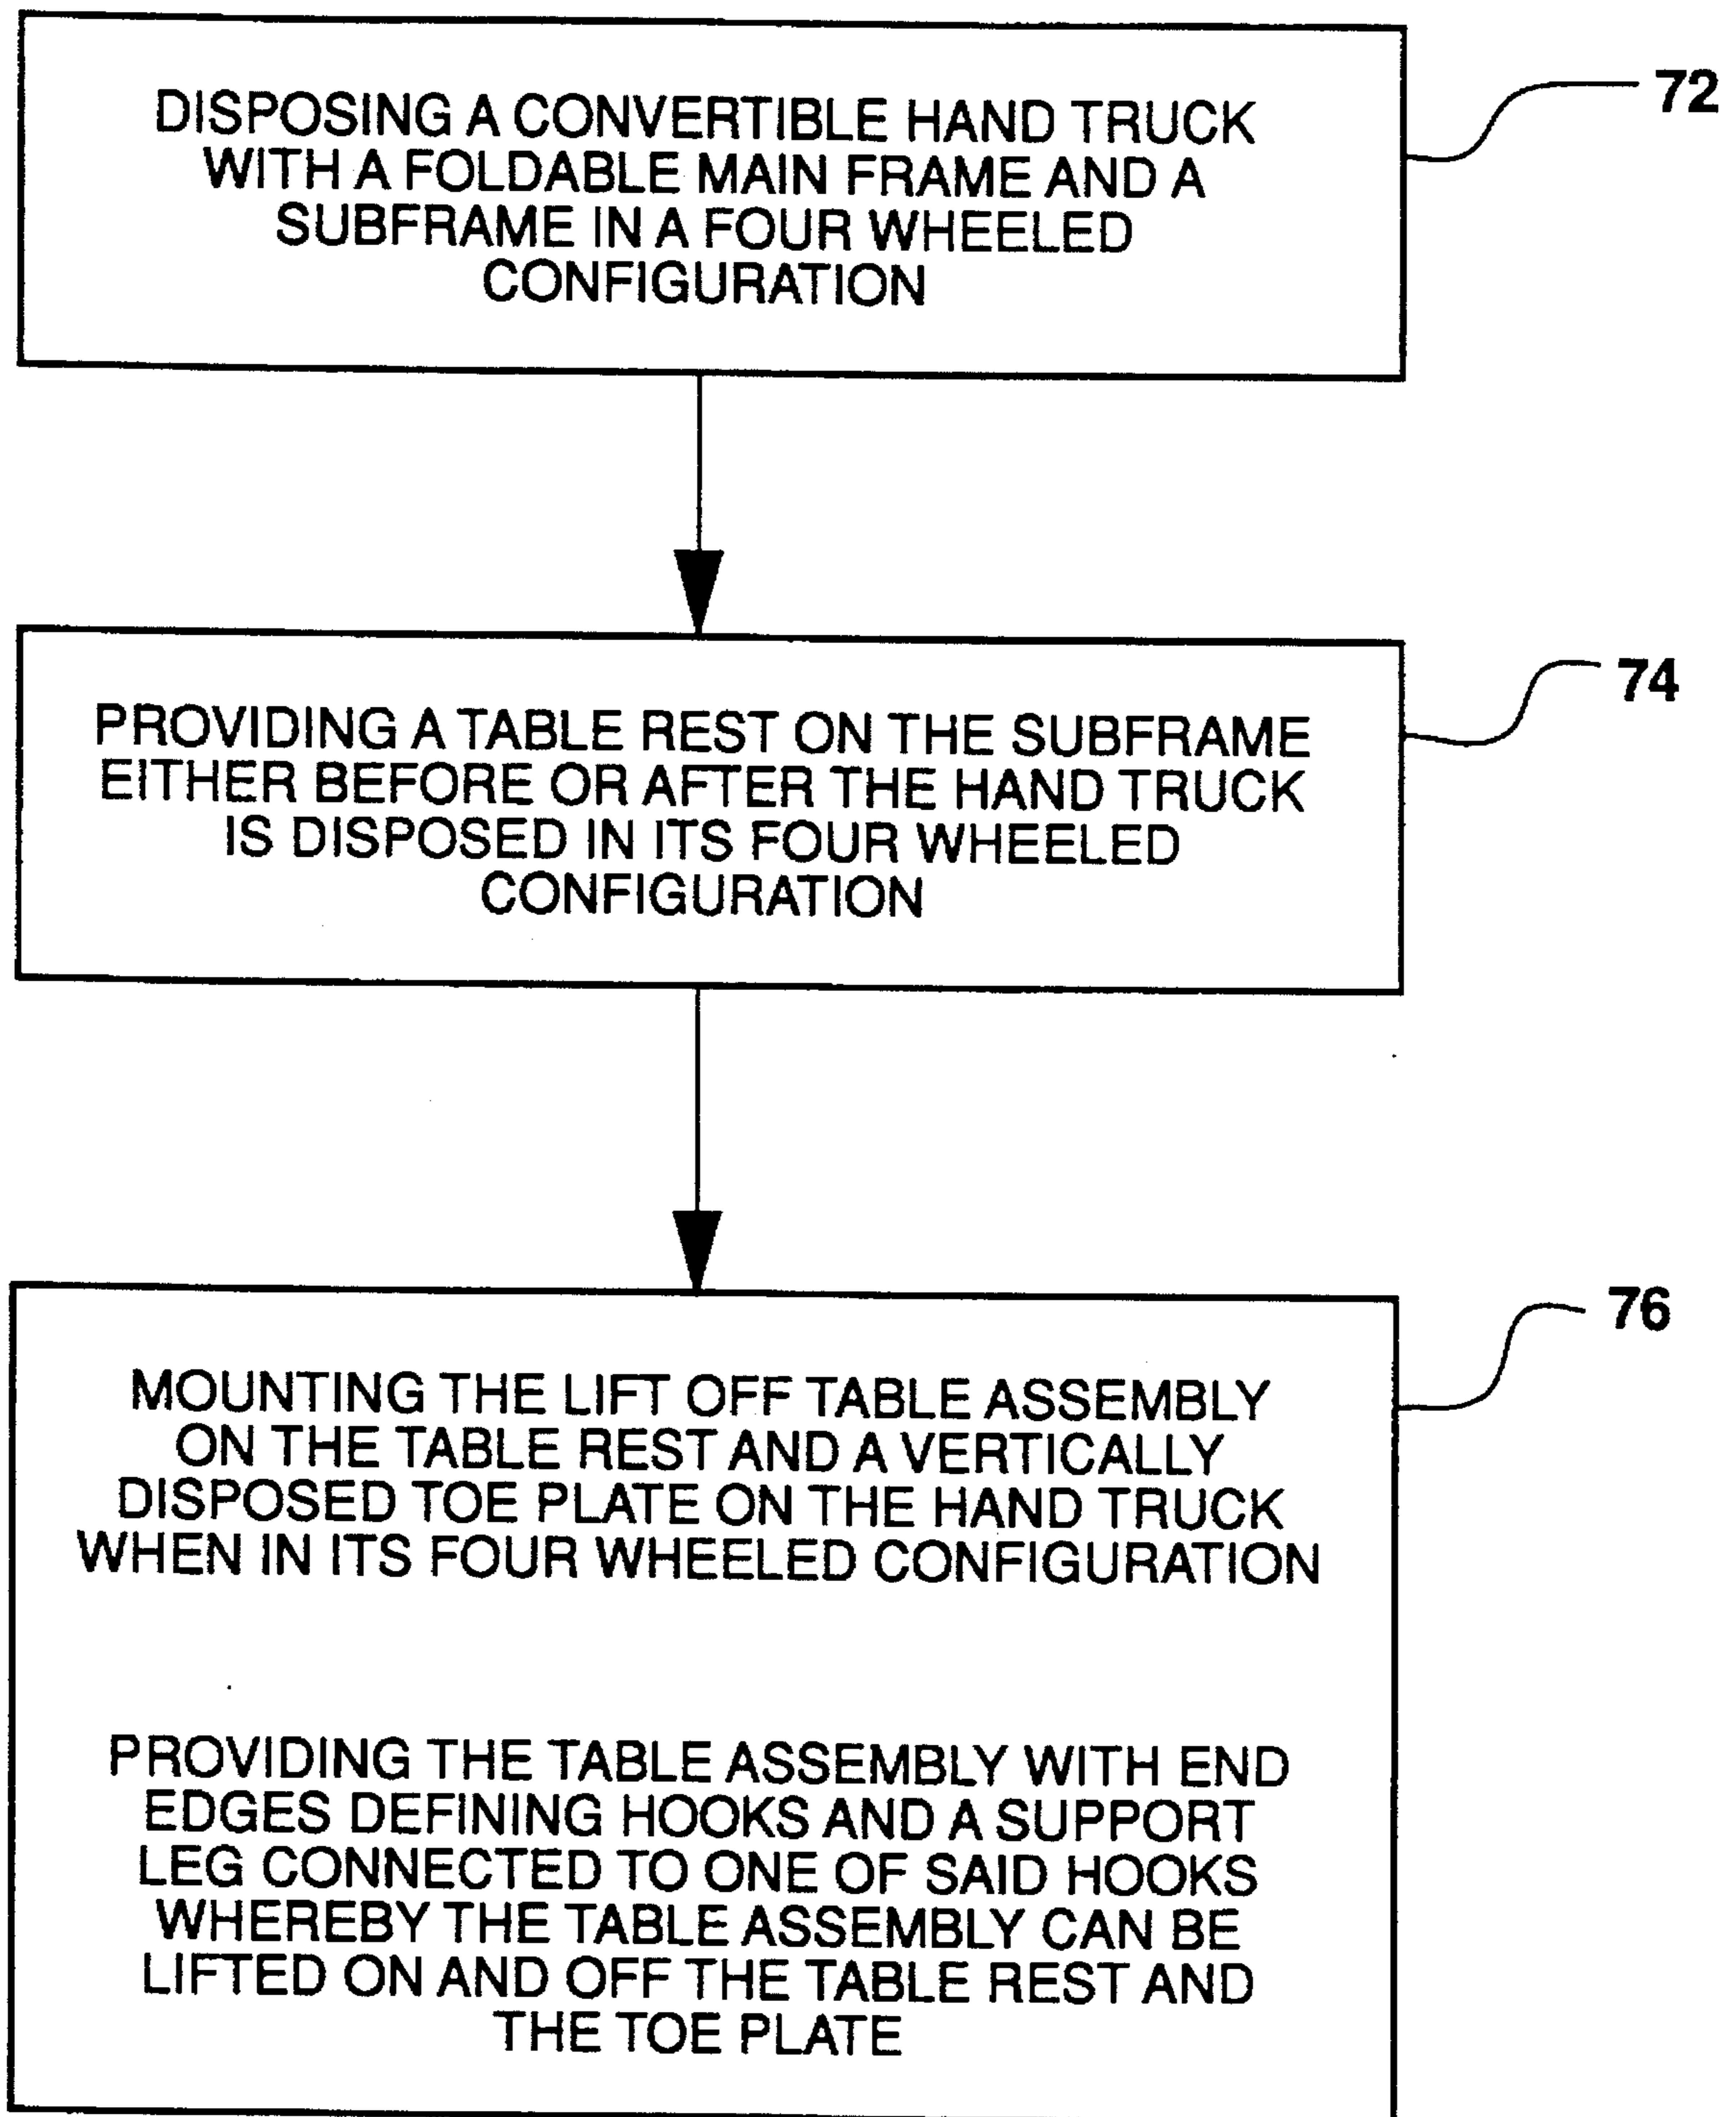 DISPOSING A CONVERTIBLE HAND TRUCK
WITH A FOLDABLE MAIN FRAME AND A
SUBFRAME IN A FOUR WHEELED
CONFIGURATION
72
PROVIDING A TABLE REST ON THE SUBFRAME
EITHER BEFORE OR AFTER THE HAND TRUCK
IS DISPOSED IN ITS FOUR WHEELED
CONFIGURATION
74
MOUNTING THE LIFT OFF TABLE ASSEMBLY
ON THE TABLE REST AND A VERTICALLY
DISPOSED TOE PLATE ON THE HAND TRUCK
WHEN IN ITS FOUR WHEELED CONFIGURATION
76
PROVIDING THE TABLE ASSEMBLY WITH END
EDGES DEFINING HOOKS AND A SUPPORT
LEG CONNECTED TO ONE OF SAID HOOKS
WHEREBY THE TABLE ASSEMBLY CAN BE
LIFTED ON AND OFF THE TABLE REST AND
THE TOE PLATE